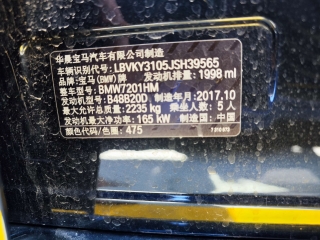 华晨宝马汽车有限公司制造
车辆识别代号: LBVKY3105JSH39565
品牌: 宝马(BMW)牌 发动机排量: 1998 ml
整车型号: BMW7201HM
发动机型号: B48B20D 制造年月: 2017.10
最大允许总质量: 2235 kg 乘坐人数: 5 人
发动机最大净功率: 165 kW 制造国: 中国
颜色代码/色图: 475